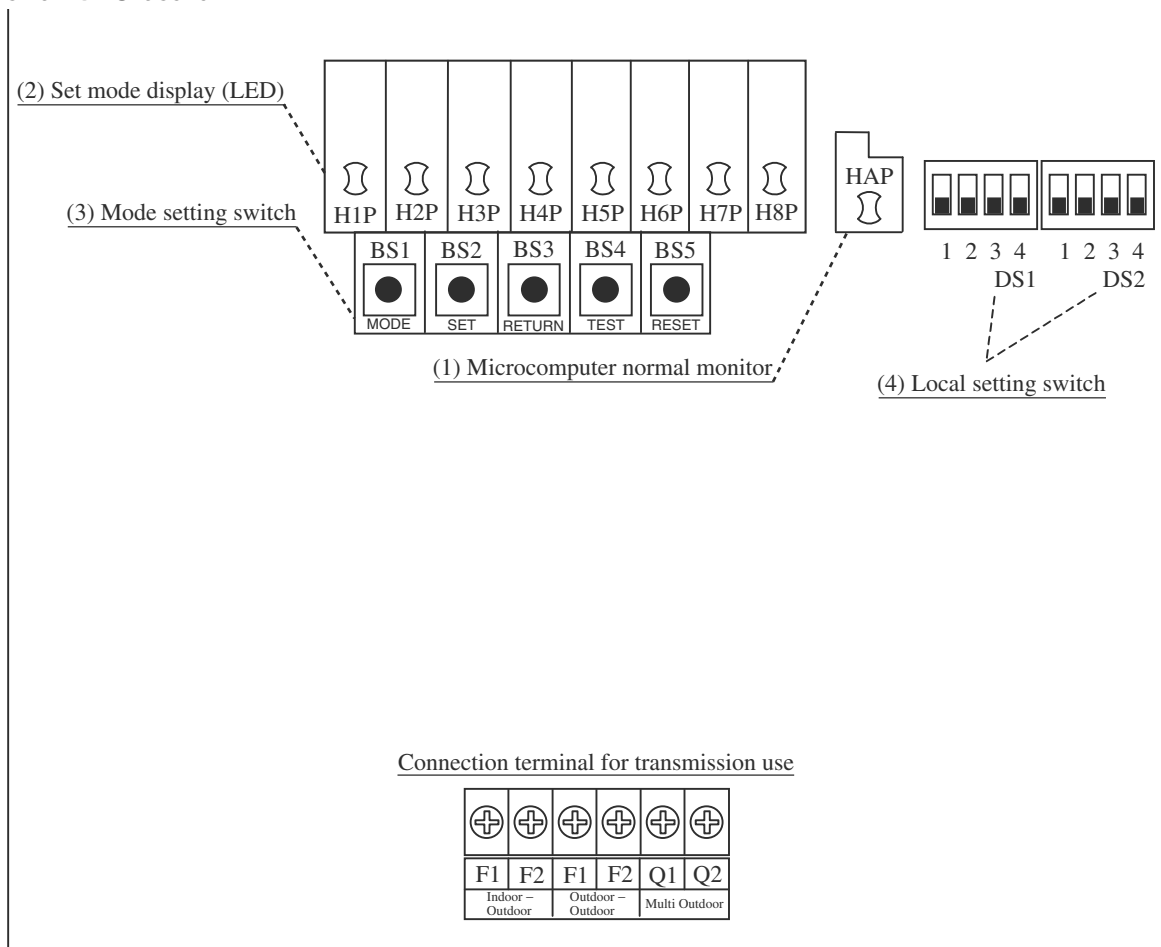 (2) Set mode display (LED)
H1P H2P H3P H4P H5P H6P H7P H8P
HAP
(3) Mode setting switch
BS1 BS2 BS3 BS4 BS5
MODE SET RETURN TEST RESET
1 2 3 4 1 2 3 4
DS1 DS2
(1) Microcomputer normal monitor
(4) Local setting switch
Connection terminal for transmission use
F1 F2 F1 F2 Q1 Q2
Indoor – Outdoor –
Outdoor Outdoor
Multi Outdoor